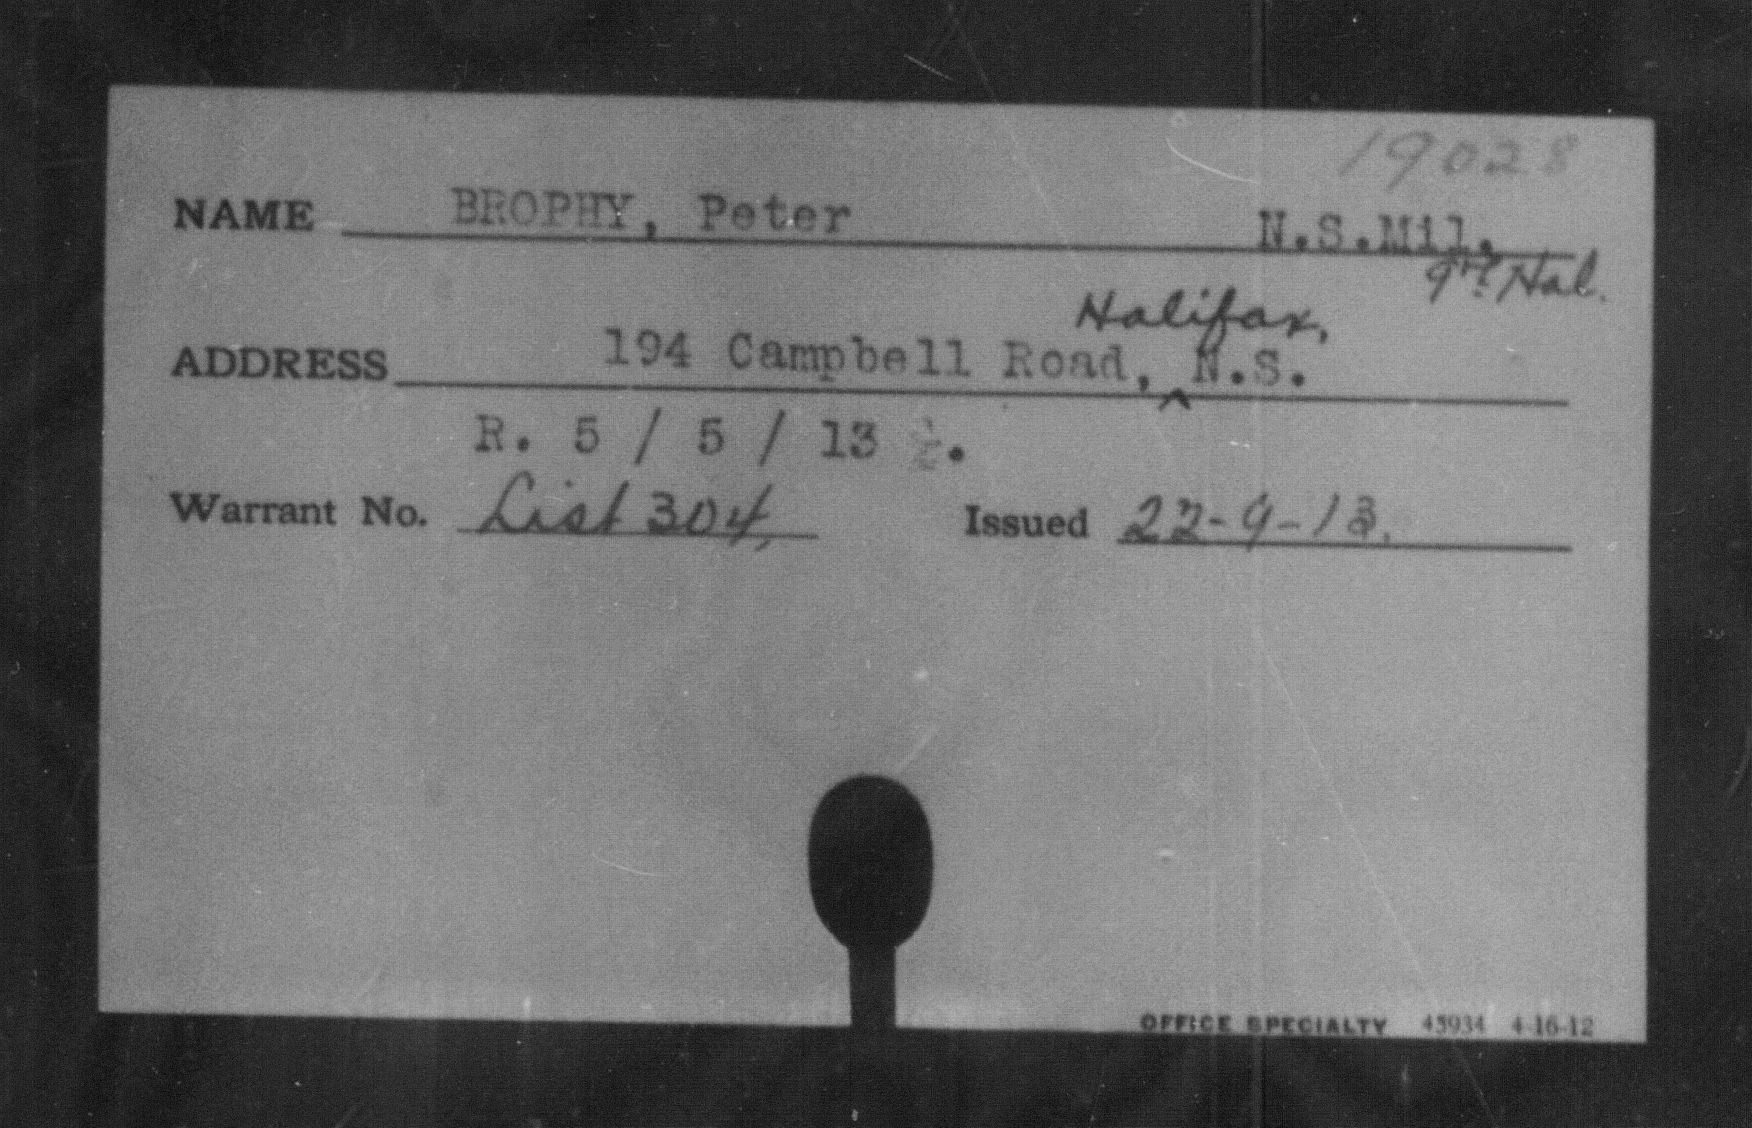 19028
NAME BROPHY, Peter N.S.Mil.
9th Hal.
Halifax,
ADDRESS 194 Campbell Road, ^ N.S.
R. 5 / 5 / 13 ½.
Warrant No. List 304, Issued 22-9-13.
OFFICE SPECIALTY 45934 4-16-12